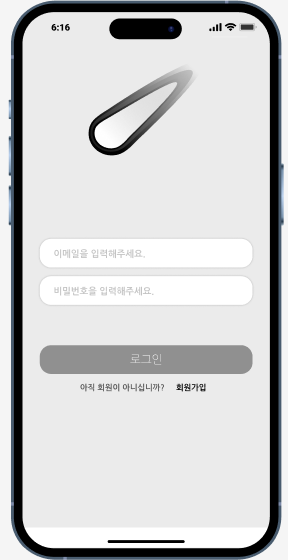 6:16
이메일을 입력해주세요.
비밀번호을 입력해주세요.
로그인
아직 회원이 아니십니까? 회원가입